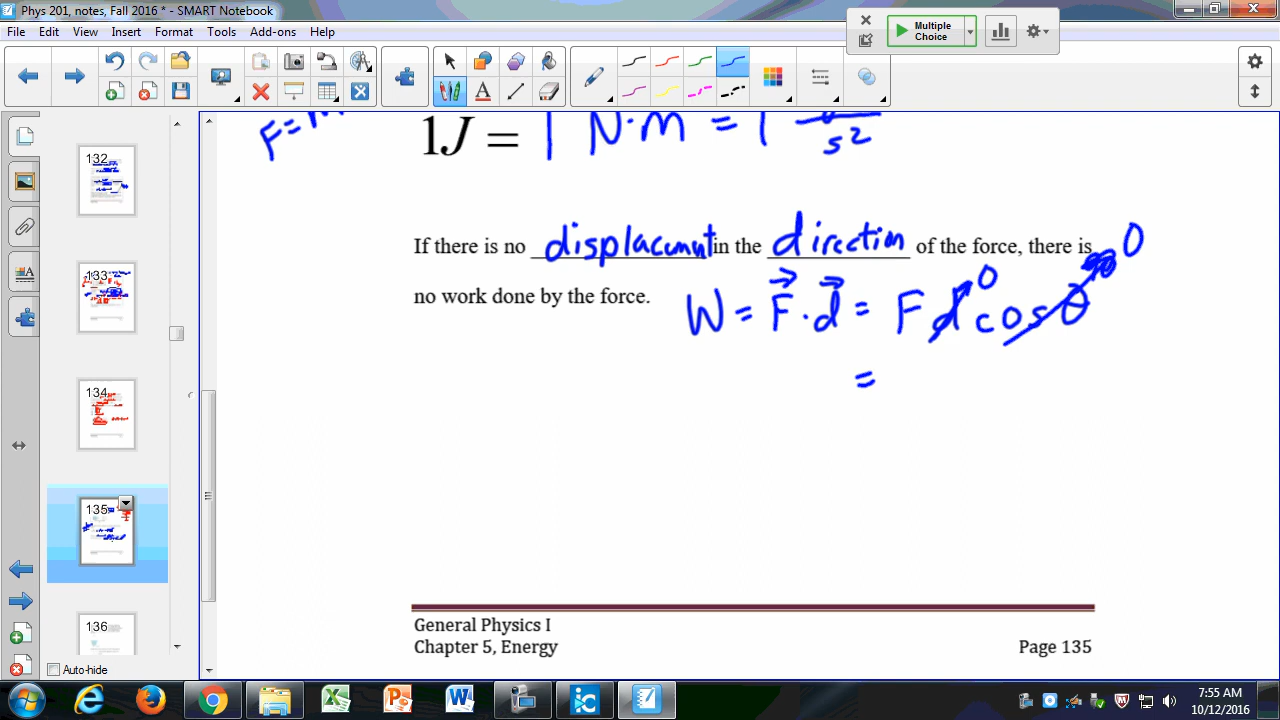 Phys 201, notes, Fall 2016 * - SMART Notebook
File Edit View Insert Format Tools Add-ons Help
Multiple Choice
132
133
134
135
136
Auto-hide
F =
1J = 1 N·m = 1
s²
If there is no displacement in the direction of the force, there is
no work done by the force.
W = F⃗ · d⃗ = F d cos θ
0
0
=
General Physics I
Chapter 5, Energy
Page 135
7:55 AM
10/12/2016